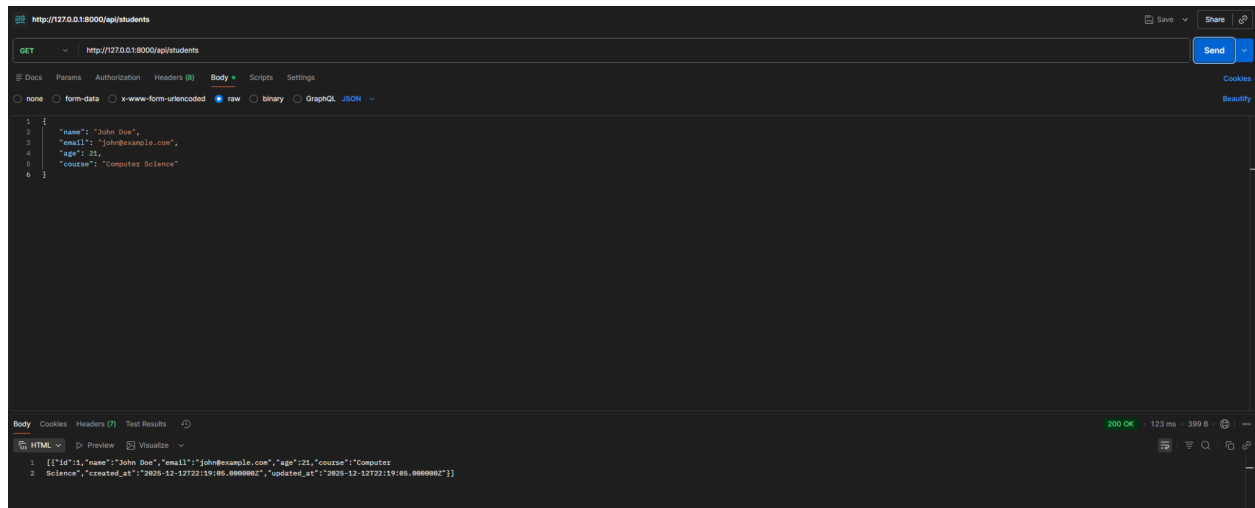 http://127.0.0.1:8000/api/students
Save
Share
GET
http://127.0.0.1:8000/api/students
Send
Docs Params Authorization Headers (8) Body Scripts Settings
Cookies
none form-data x-www-form-urlencoded raw binary GraphQL JSON
Beautify
1 {
2 "name": "John Doe",
3 "email": "john@example.com",
4 "age": 21,
5 "course": "Computer Science"
6 }
Body Cookies Headers (7) Test Results
200 OK 123 ms 399 B
HTML Preview Visualize
1 [{"id":1,"name":"John Doe","email":"john@example.com","age":21,"course":"Computer
2 Science","created_at":"2025-12-12T22:19:05.000000Z","updated_at":"2025-12-12T22:19:05.000000Z"}]